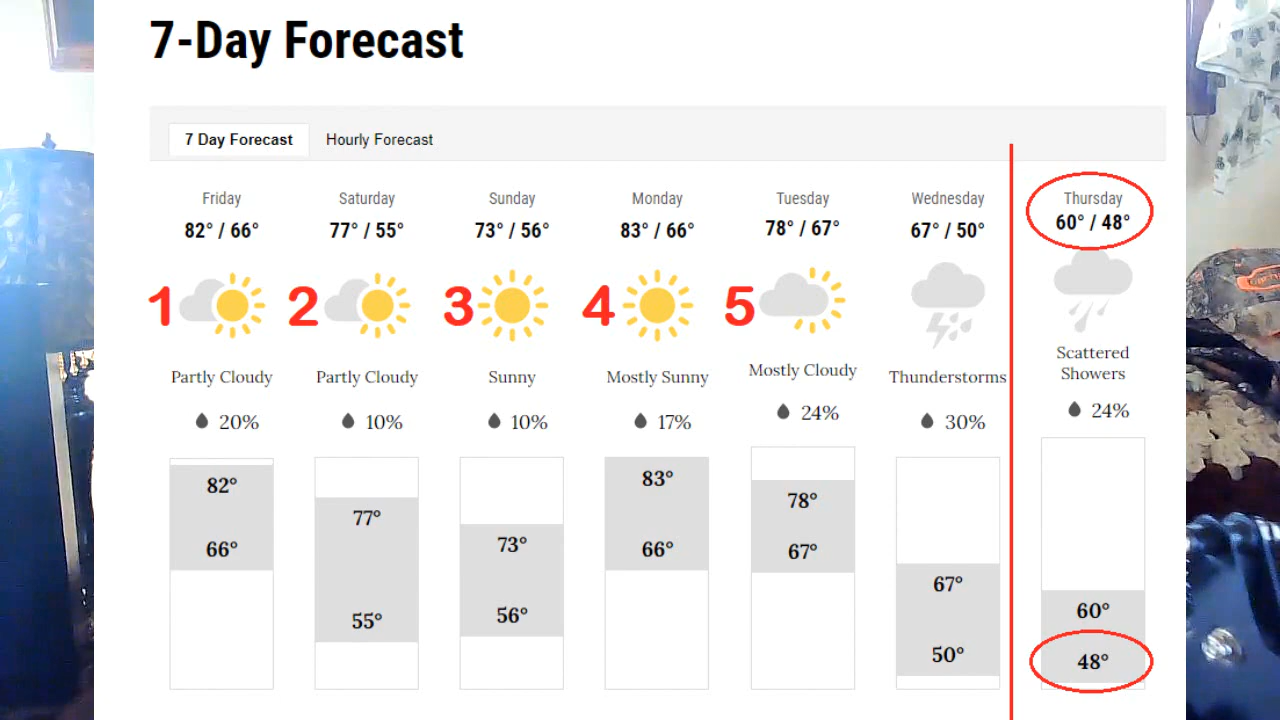 7-Day Forecast
7 Day Forecast Hourly Forecast
Friday Saturday Sunday Monday Tuesday Wednesday Thursday
82° / 66° 77° / 55° 73° / 56° 83° / 66° 78° / 67° 67° / 50° 60° / 48°
1 2 3 4 5
Partly Cloudy Partly Cloudy Sunny Mostly Sunny Mostly Cloudy Thunderstorms Scattered
Showers
20% 10% 10% 17% 24% 30% 24%
82° 77° 73° 83° 78° 67° 60°
66° 55° 56° 66° 67° 50° 48°